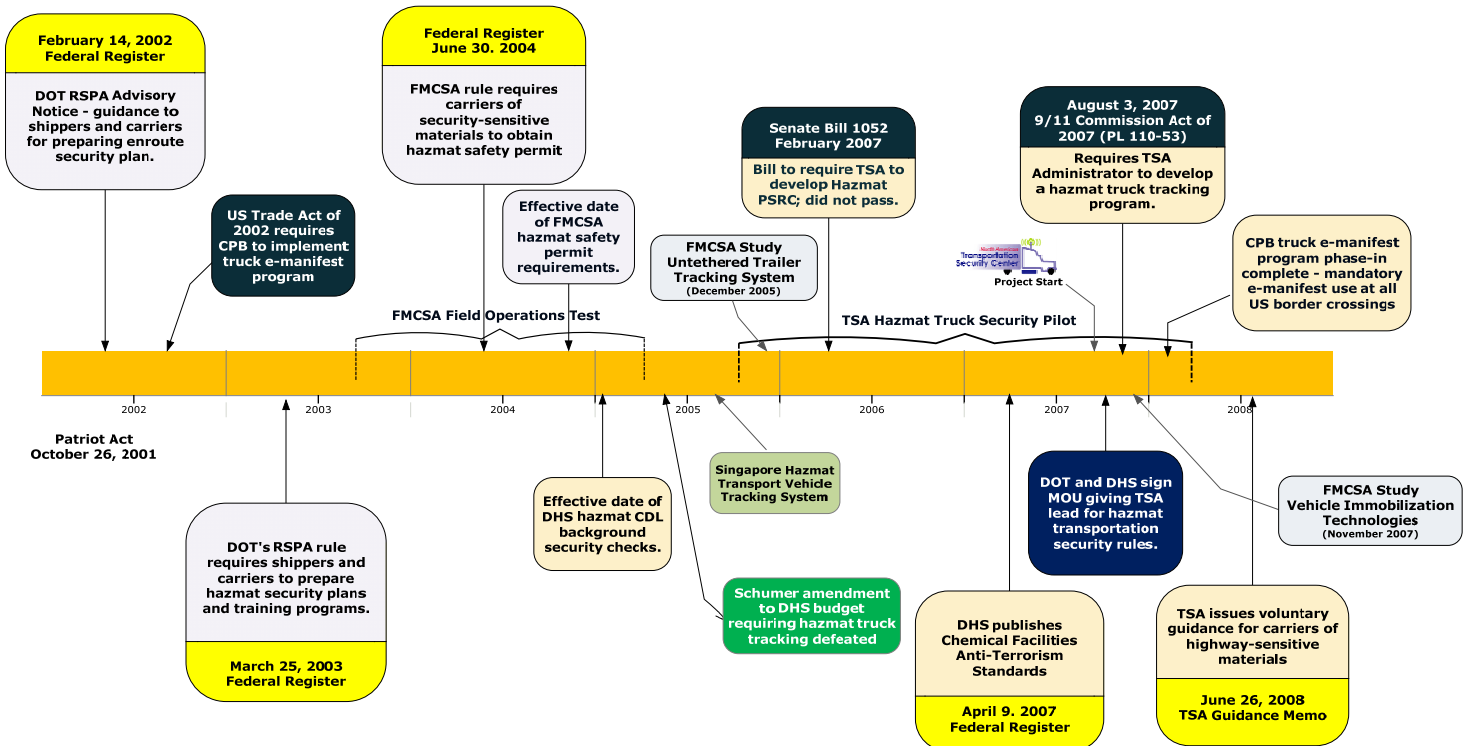 February 14, 2002
Federal Register
DOT RSPA Advisory
Notice - guidance to
shippers and carriers
for preparing enroute
security plan.
US Trade Act of
2002 requires
CPB to implement
truck e-manifest
program
Federal Register
June 30. 2004
FMCSA rule requires
carriers of
security-sensitive
materials to obtain
hazmat safety permit
Effective date
of FMCSA
hazmat safety
permit
requirements.
FMCSA Study
Untethered Trailer
Tracking System
(December 2005)
Senate Bill 1052
February 2007
Bill to require TSA to
develop Hazmat
PSRC; did not pass.
North American
Transportation
Security Center
Project Start
August 3, 2007
9/11 Commission Act of
2007 (PL 110-53)
Requires TSA
Administrator to develop
a hazmat truck tracking
program.
CPB truck e-manifest
program phase-in
complete - mandatory
e-manifest use at all
US border crossings
FMCSA Field Operations Test
TSA Hazmat Truck Security Pilot
2002
2003
2004
2005
2006
2007
2008
Patriot Act
October 26, 2001
DOT's RSPA rule
requires shippers and
carriers to prepare
hazmat security plans
and training programs.
March 25, 2003
Federal Register
Effective date of
DHS hazmat CDL
background
security checks.
Singapore Hazmat
Transport Vehicle
Tracking System
Schumer amendment
to DHS budget
requiring hazmat truck
tracking defeated
DHS publishes
Chemical Facilities
Anti-Terrorism
Standards
April 9. 2007
Federal Register
DOT and DHS sign
MOU giving TSA
lead for hazmat
transportation
security rules.
FMCSA Study
Vehicle Immobilization
Technologies
(November 2007)
TSA issues voluntary
guidance for carriers of
highway-sensitive
materials
June 26, 2008
TSA Guidance Memo